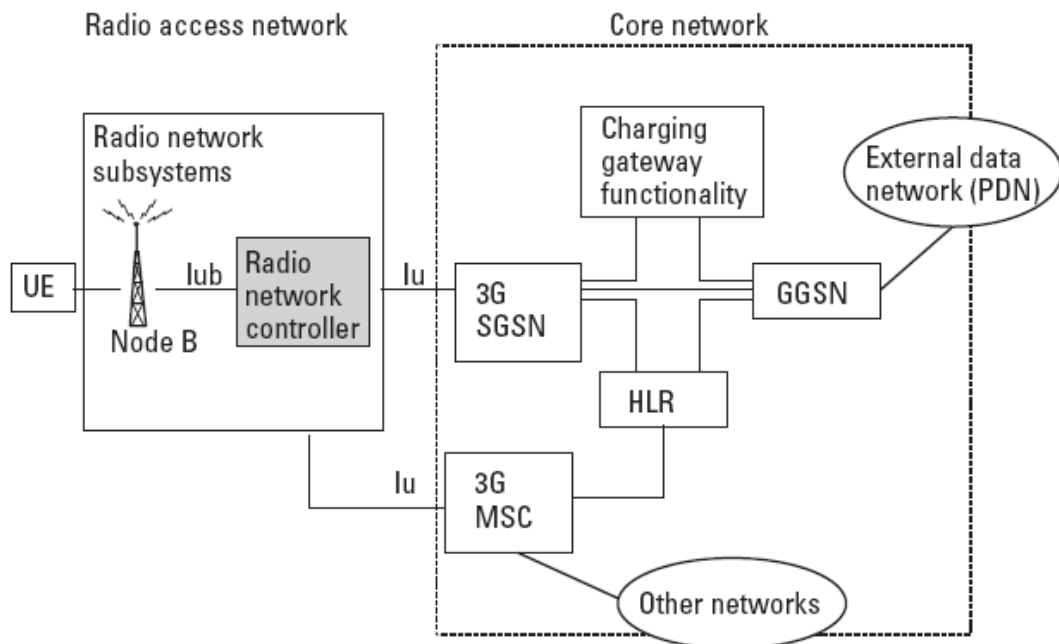 Radio access network
Core network
Radio network
subsystems
Charging
gateway
functionality
External data
network (PDN)
UE
Iub
Radio
network
controller
Iu
3G
SGSN
GGSN
Node B
HLR
Iu
3G
MSC
Other networks